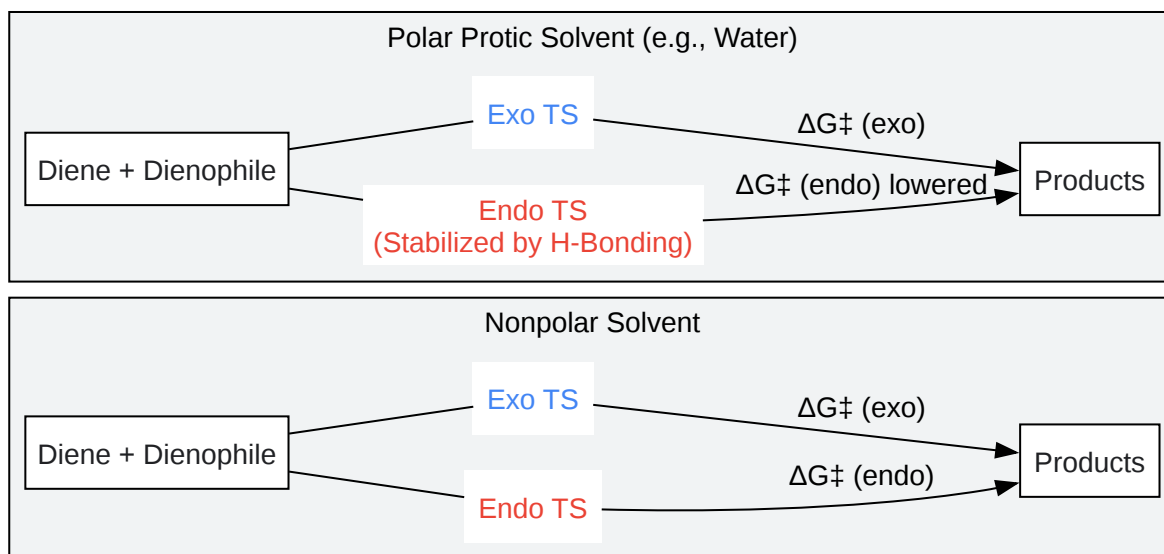 Polar Protic Solvent (e.g., Water)
Exo TS
ΔG‡ (exo)
Diene + Dienophile
ΔG‡ (endo) lowered
Products
Endo TS
(Stabilized by H-Bonding)
Nonpolar Solvent
Exo TS
ΔG‡ (exo)
Diene + Dienophile
Products
ΔG‡ (endo)
Endo TS